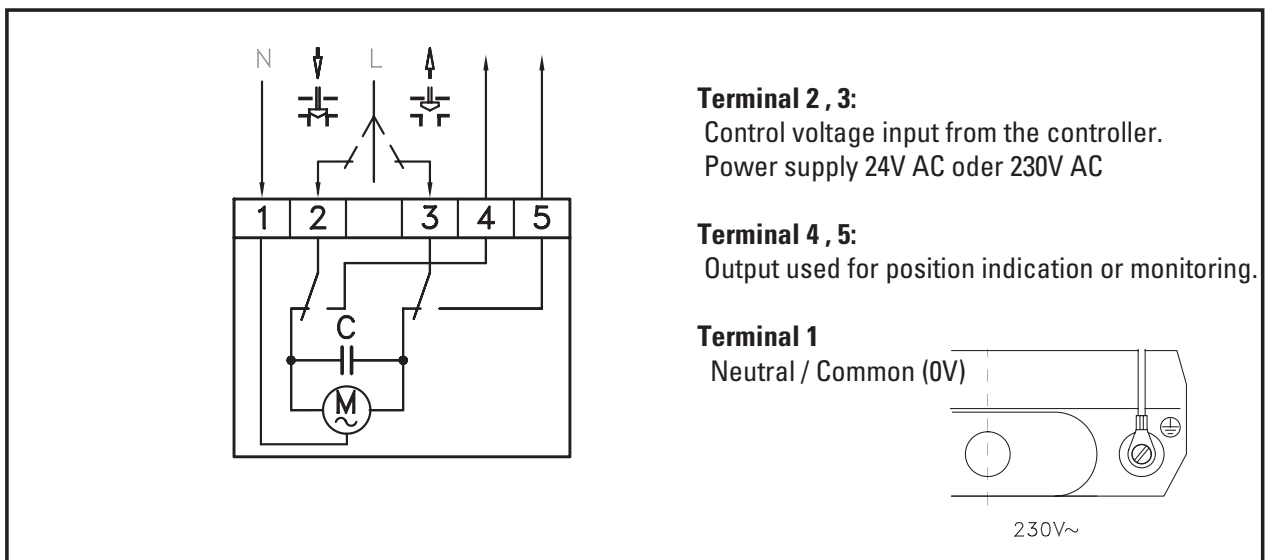 N L
1 2 3 4 5
C
M
Terminal 2 , 3:
Control voltage input from the controller.
Power supply 24V AC oder 230V AC
Terminal 4 , 5:
Output used for position indication or monitoring.
Terminal 1
Neutral / Common (0V)
230V~